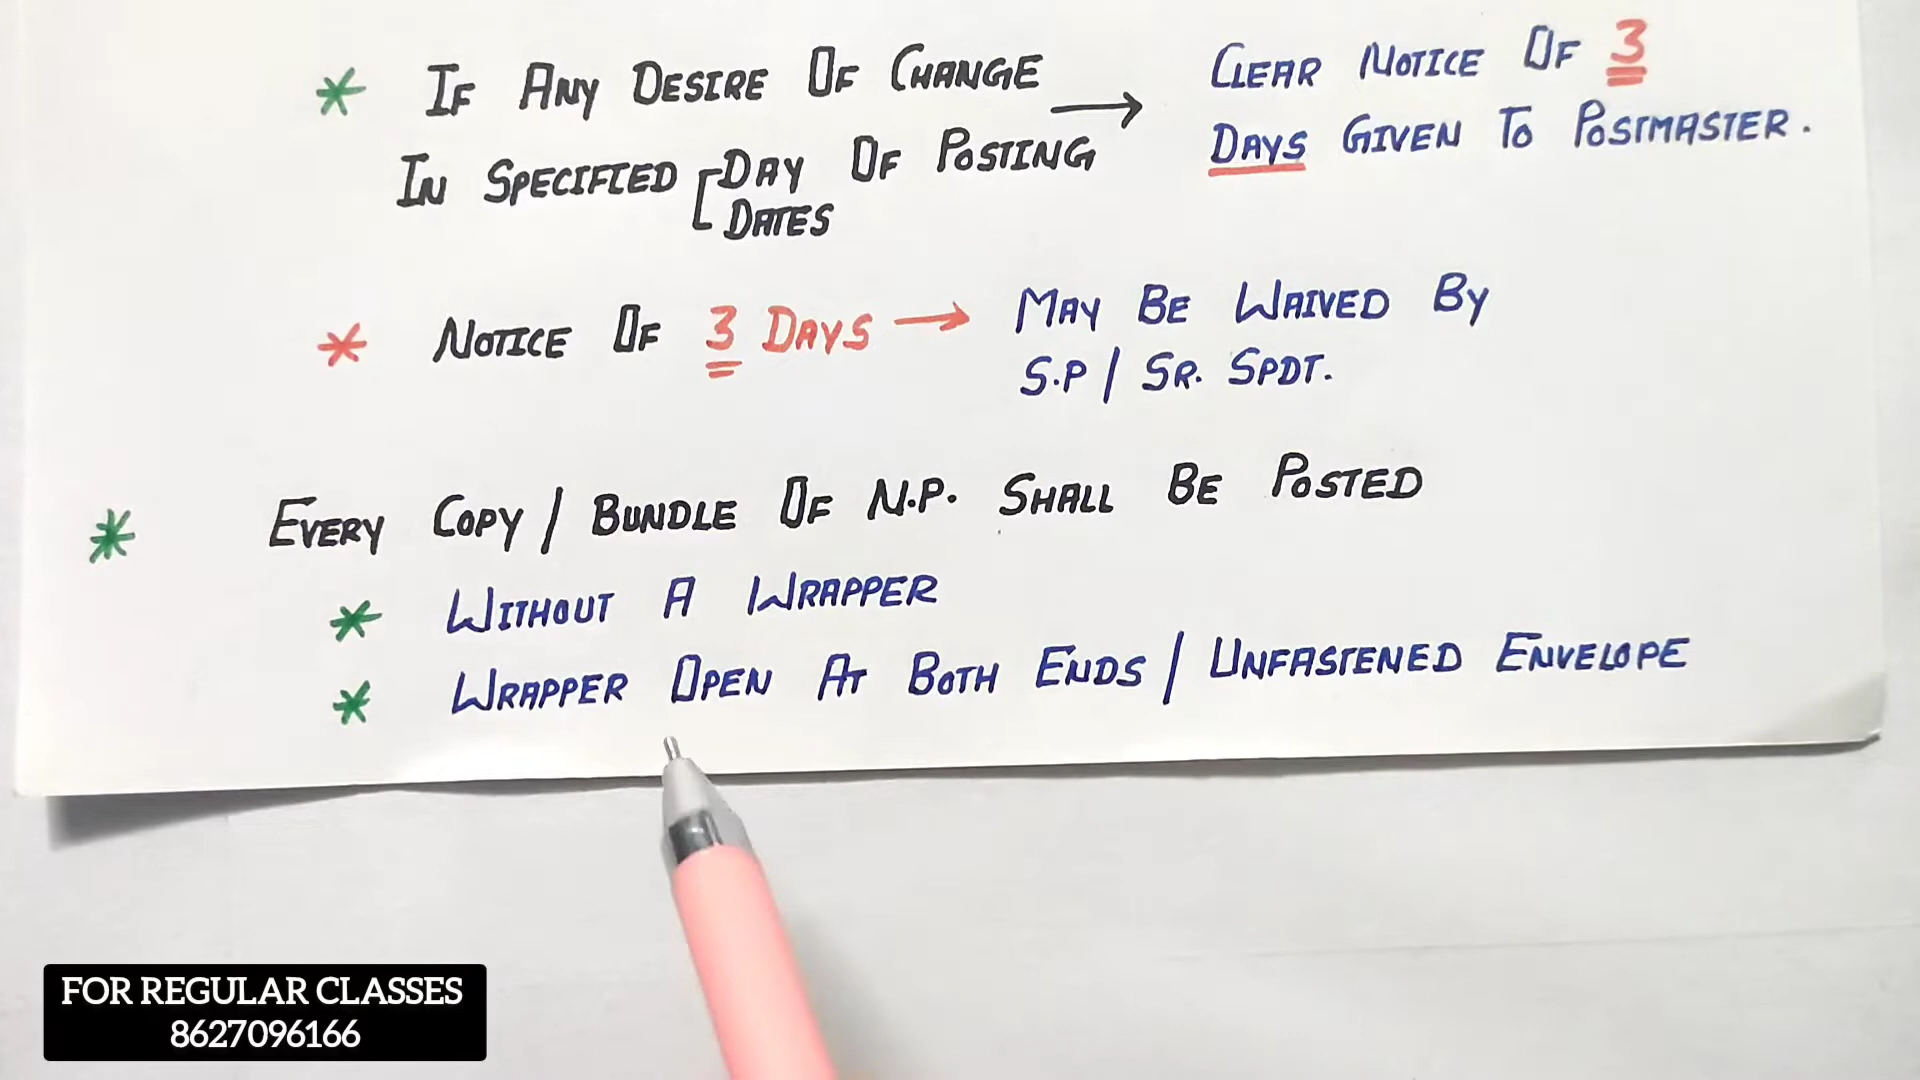 * IF ANY DESIRE OF CHANGE → CLEAR NOTICE OF 3
IN SPECIFIED [DAY OF POSTING DAYS GIVEN TO POSTMASTER.
DATES
* NOTICE OF 3 DAYS → MAY BE WAIVED BY
S.P / SR. SPDT.
* EVERY COPY / BUNDLE OF N.P. SHALL BE POSTED
* WITHOUT A WRAPPER
* WRAPPER OPEN AT BOTH ENDS / UNFASTENED ENVELOPE
FOR REGULAR CLASSES
8627096166